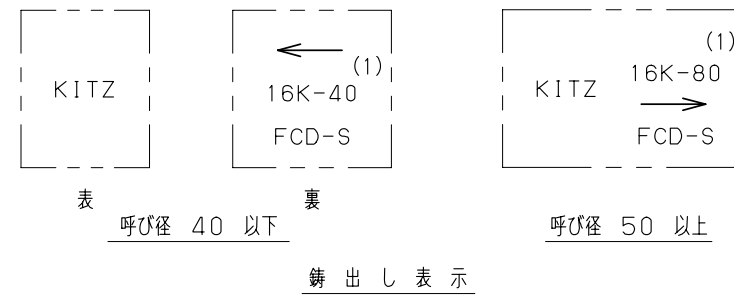 KITZ
(1)
16K-40
FCD-S
表
裏
呼び径 40 以下
(1)
KITZ
16K-80
FCD-S
呼び径 50 以上
鋳出し表示